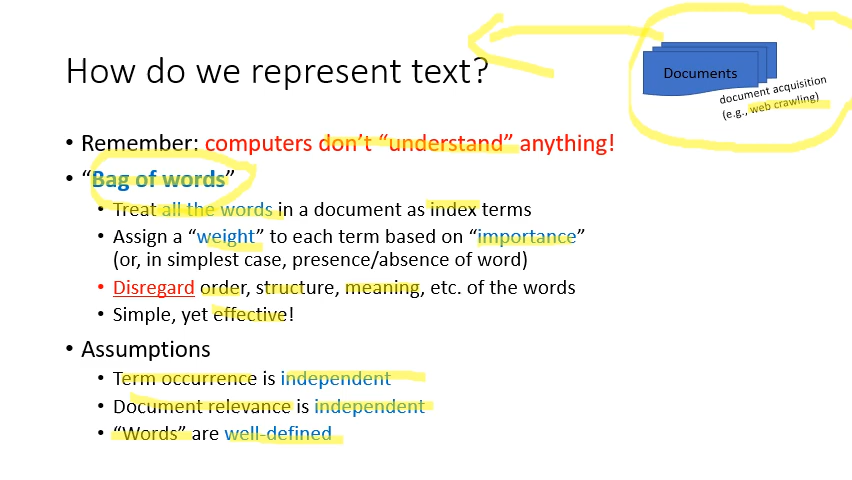 How do we represent text?
Documents
document acquisition
(e.g., web crawling)
• Remember: computers don't “understand” anything!
• “Bag of words”
• Treat all the words in a document as index terms
• Assign a “weight” to each term based on “importance”
(or, in simplest case, presence/absence of word)
• Disregard order, structure, meaning, etc. of the words
• Simple, yet effective!
• Assumptions
• Term occurrence is independent
• Document relevance is independent
• “Words” are well-defined